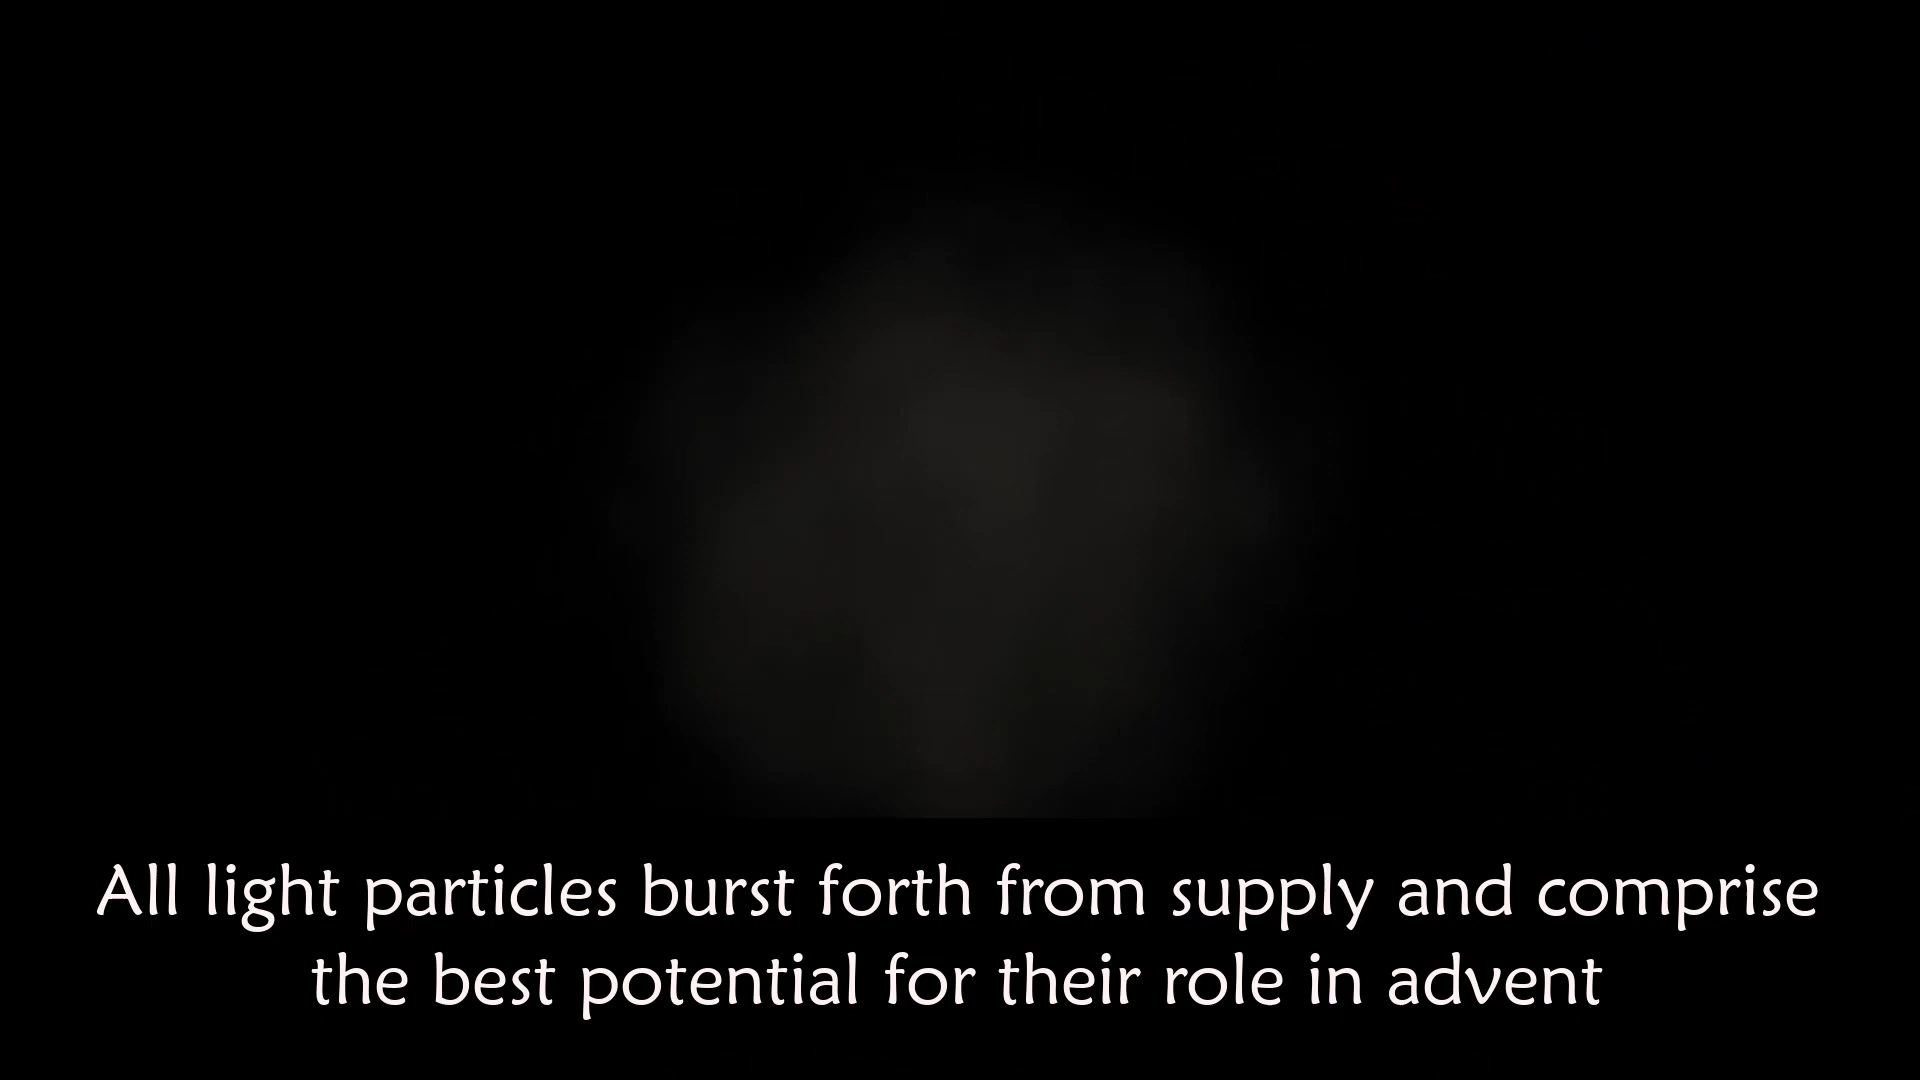 All light particles burst forth from supply and comprise
the best potential for their role in advent